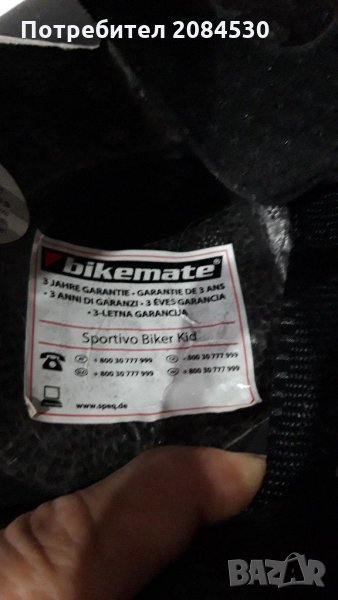 Потребител 2084530
bikemate®
3 JAHRE GARANTIE • GARANTIE DE 3 ANS
• 3 ANNI DI GARANZI • 3 ÉVES GARANCIA
• 3-LETNA GARANCIJA
Sportivo Biker Kid
+ 800 30 777 999 + 800 30 777 999
+ 800 30 777 999 + 800 30 777 999
www.speq.de
BAZAR